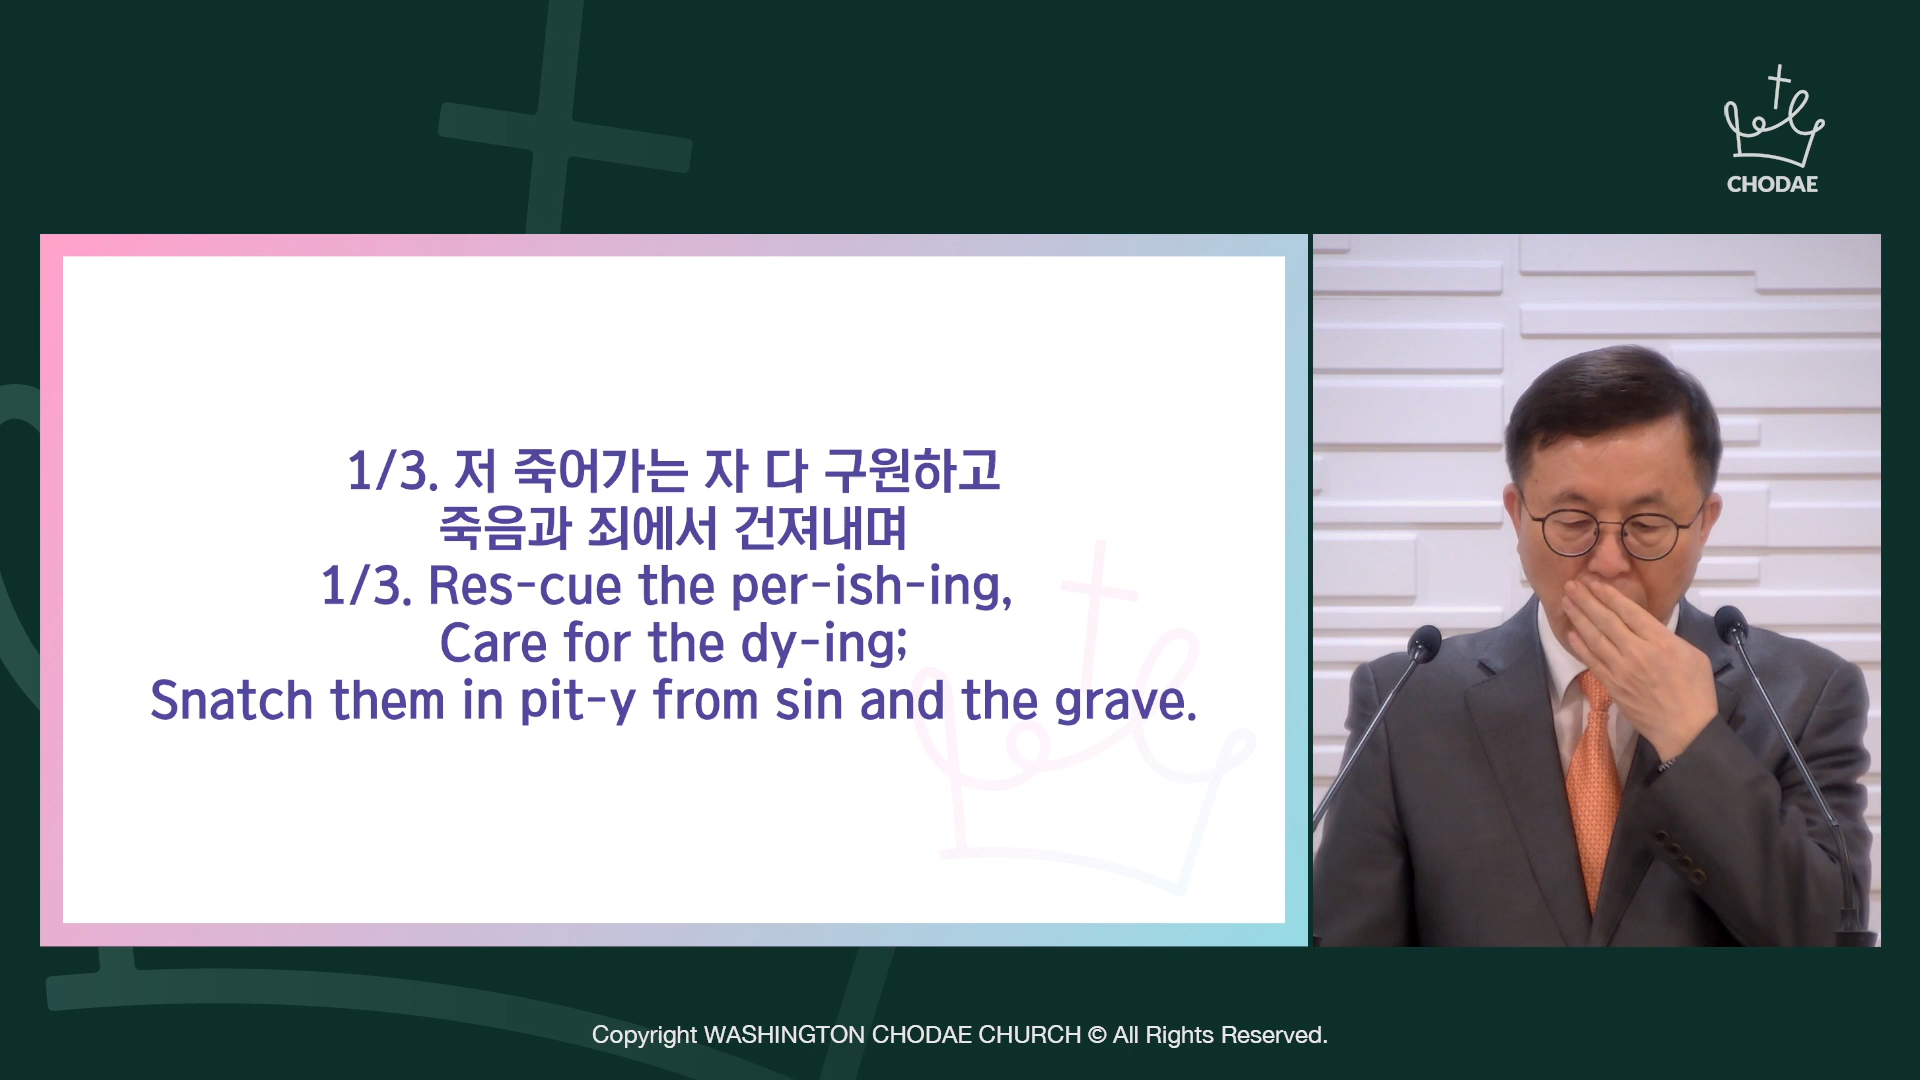 CHODAE
1/3. 저 죽어가는 자 다 구원하고
죽음과 죄에서 건져내며
1/3. Res-cue the per-ish-ing,
Care for the dy-ing;
Snatch them in pit-y from sin and the grave.
Copyright WASHINGTON CHODAE CHURCH © All Rights Reserved.